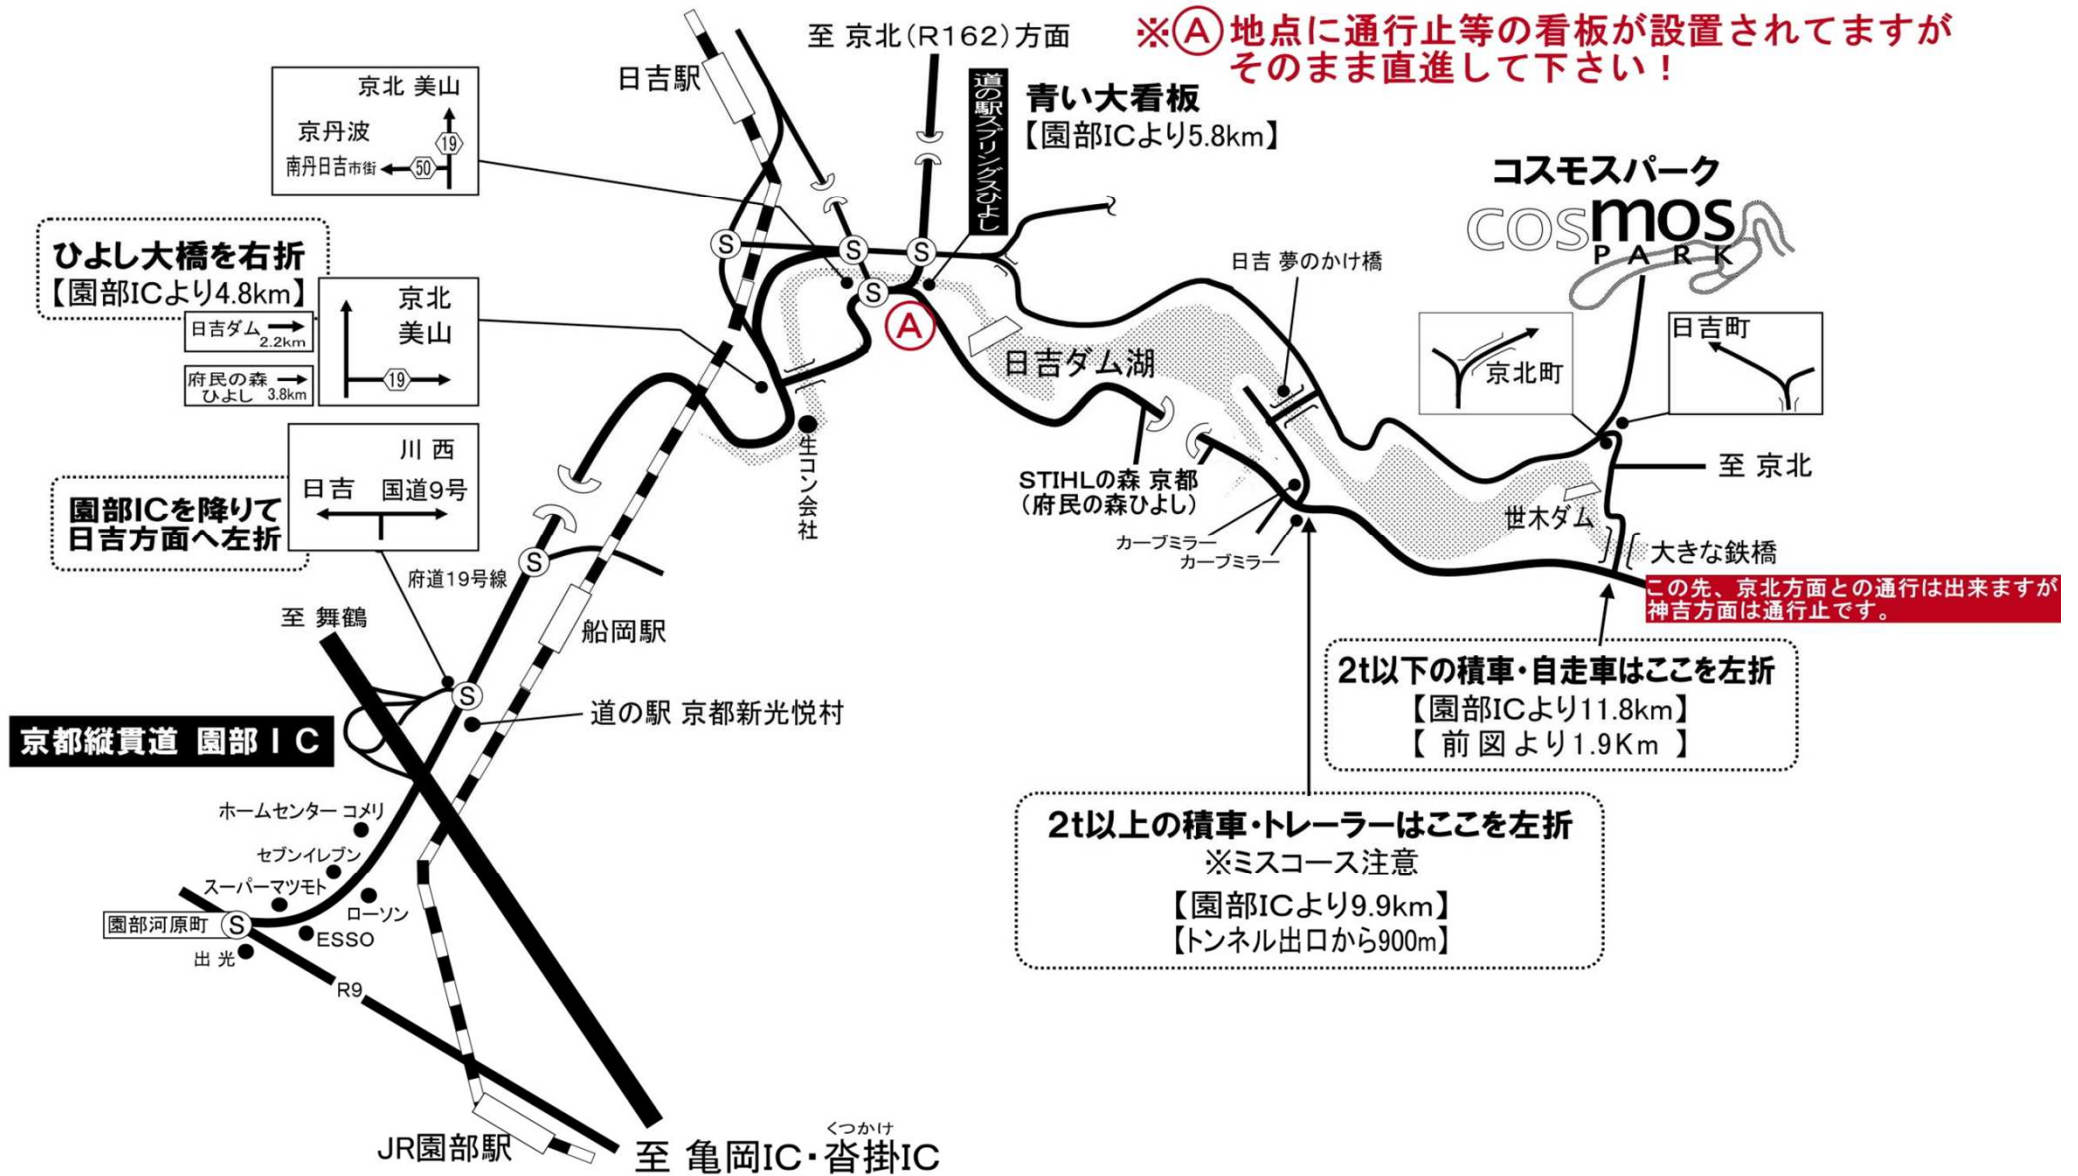 ※Ⓐ地点に通行止等の看板が設置されてますが
そのまま直進して下さい！
至 京北(R162)方面
日吉駅
道の駅スプリングスひよし
青い大看板
【園部ICより5.8km】
京北 美山
京丹波
19
南丹日吉市街
50
コスモスパーク
COSMOS
PARK
ひよし大橋を右折
【園部ICより4.8km】
日吉ダム
2.2km
府民の森
ひよし 3.8km
京北
美山
19
S
S
S
S
A
日吉 夢のかけ橋
日吉ダム湖
京北町
日吉町
至 京北
生コン会社
STIHLの森 京都
(府民の森ひよし)
カーブミラー
カーブミラー
世木ダム
大きな鉄橋
この先、京北方面との通行は出来ますが
神吉方面は通行止です。
川 西
日吉 国道9号
園部ICを降りて
日吉方面へ左折
府道19号線
S
船岡駅
至 舞鶴
S
道の駅 京都新光悦村
京都縦貫道 園部ＩＣ
2t以下の積車・自走車はここを左折
【園部ICより11.8km】
【 前図より1.9Km 】
2t以上の積車・トレーラーはここを左折
※ミスコース注意
【園部ICより9.9km】
【トンネル出口から900m】
ホームセンター コメリ
セブンイレブン
スーパーマツモト
ローソン
園部河原町
S
ESSO
出 光
R9
JR園部駅
くつかけ
至 亀岡IC・沓掛IC